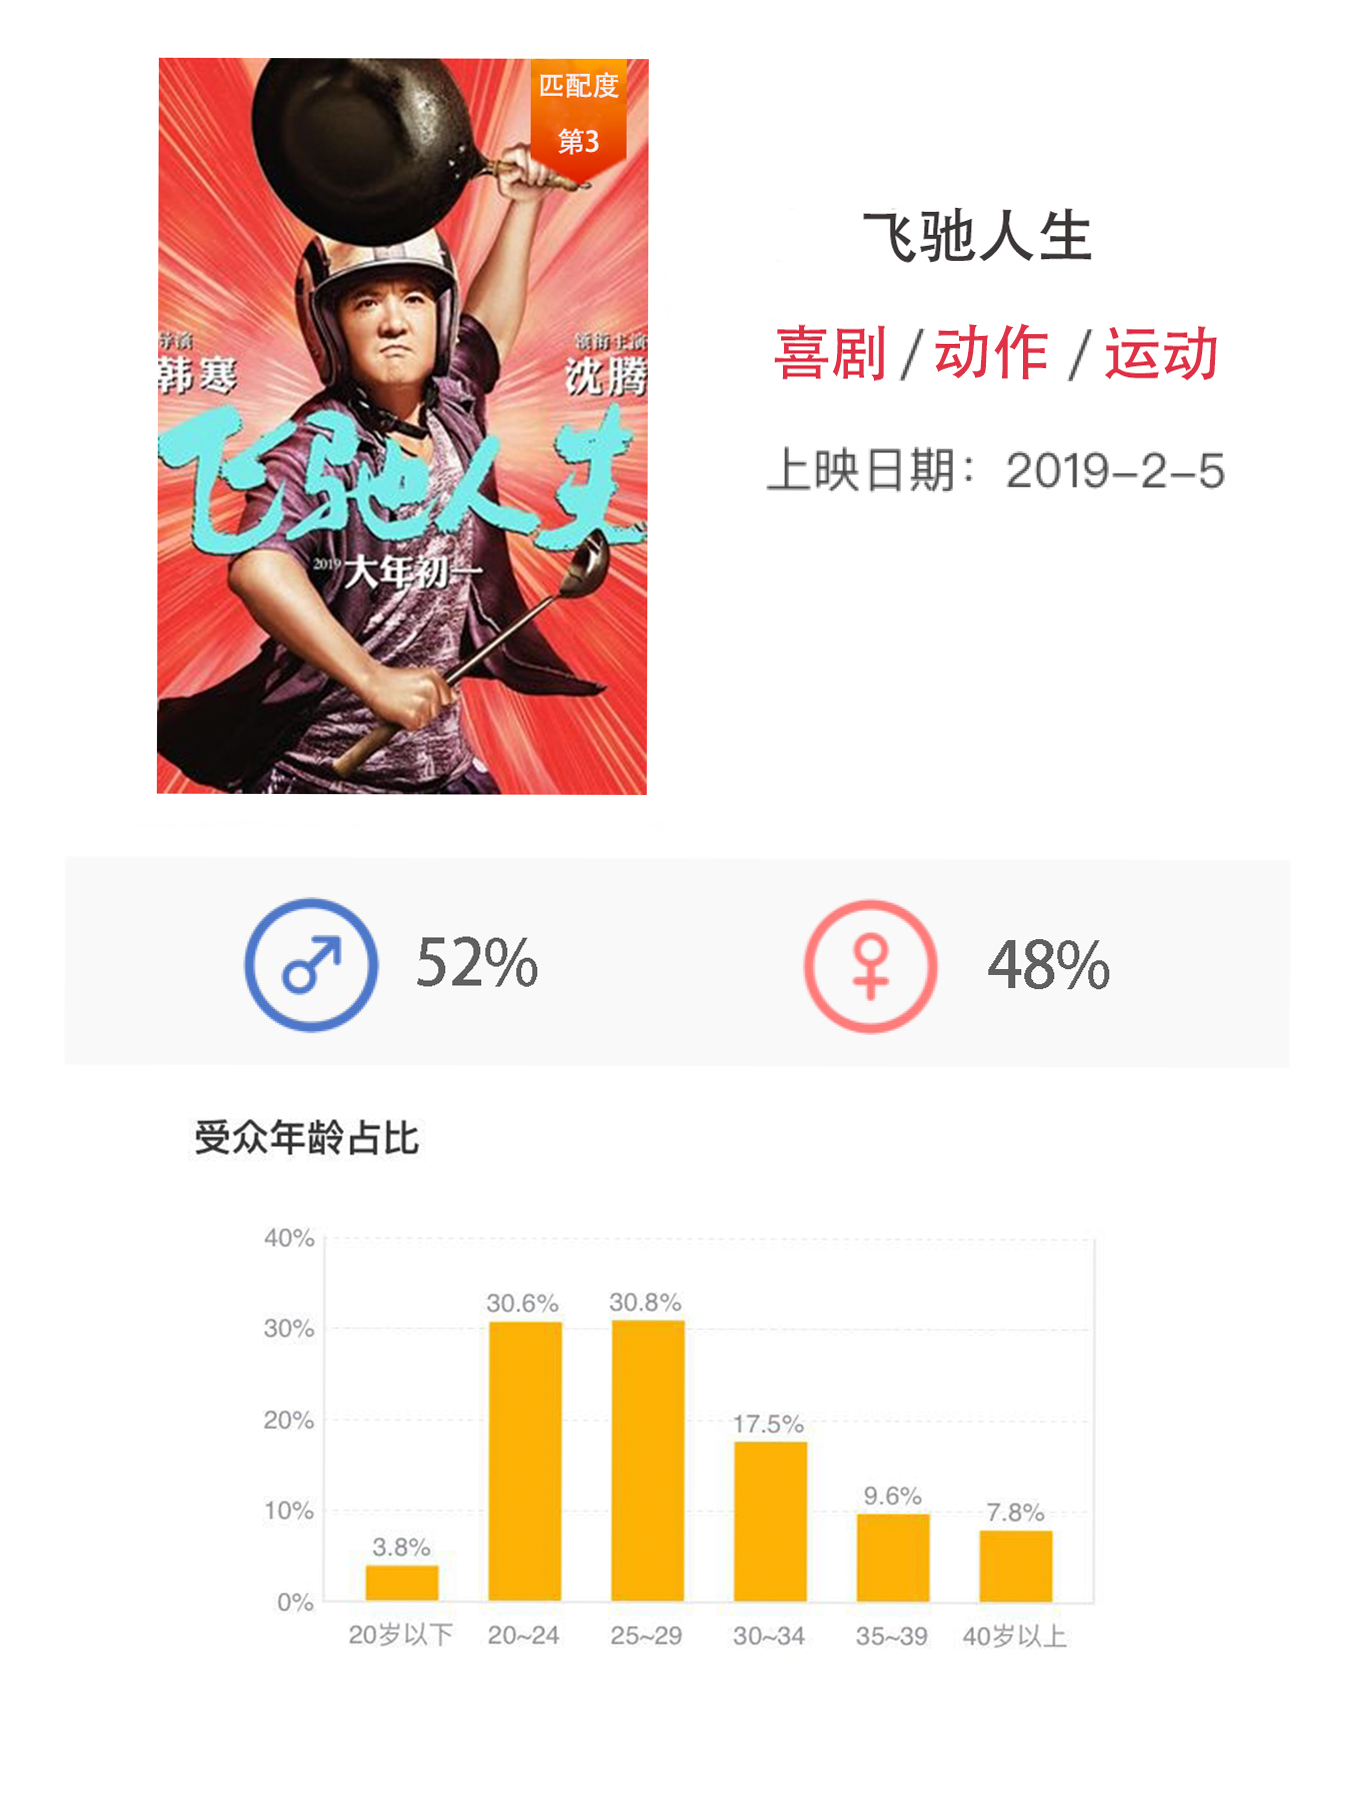 匹配度
第3
导演
韩寒
领衔主演
沈腾
飞驰人生
2019大年初一
飞驰人生
喜剧/动作/运动
上映日期：2019-2-5
52%
48%
受众年龄占比
40%
30%
20%
10%
0%
3.8%
30.6%
30.8%
17.5%
9.6%
7.8%
20岁以下
20~24
25~29
30~34
35~39
40岁以上